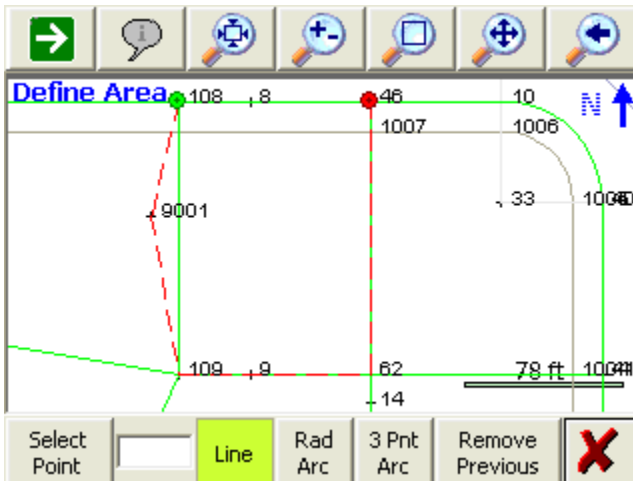 Define Area 108 8 46 10 N
1007 1006
9001 33
109 9 62 78 ft
14
Select Point Line Rad Arc 3 Pnt Arc Remove Previous